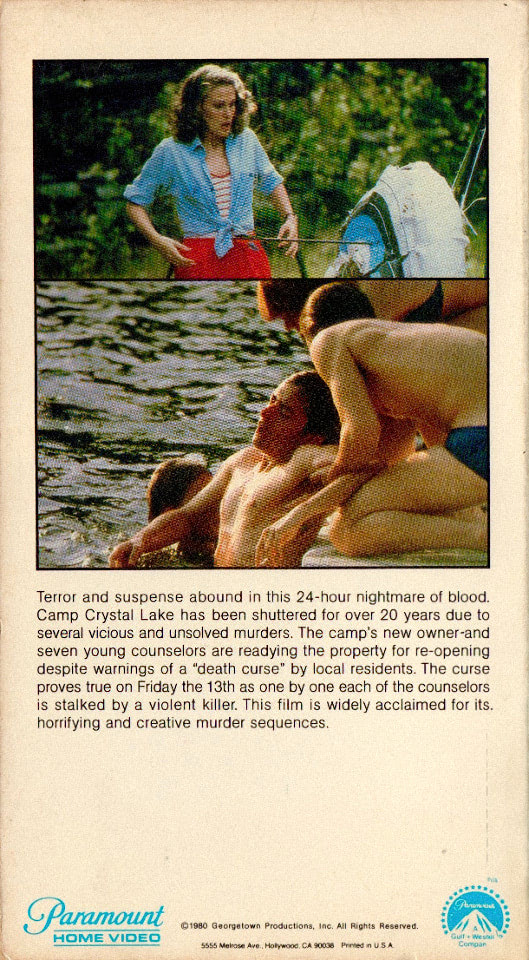 Terror and suspense abound in this 24-hour nightmare of blood.
Camp Crystal Lake has been shuttered for over 20 years due to
several vicious and unsolved murders. The camp's new owner-and
seven young counselors are readying the property for re-opening
despite warnings of a "death curse" by local residents. The curse
proves true on Friday the 13th as one by one each of the counselors
is stalked by a violent killer. This film is widely acclaimed for its.
horrifying and creative murder sequences.
Paramount
HOME VIDEO
©1980 Georgetown Productions, Inc. All Rights Reserved.
5555 Melrose Ave., Hollywood, CA 90038 Printed in U.S.A.
Paramount
Gulf + Western
Company